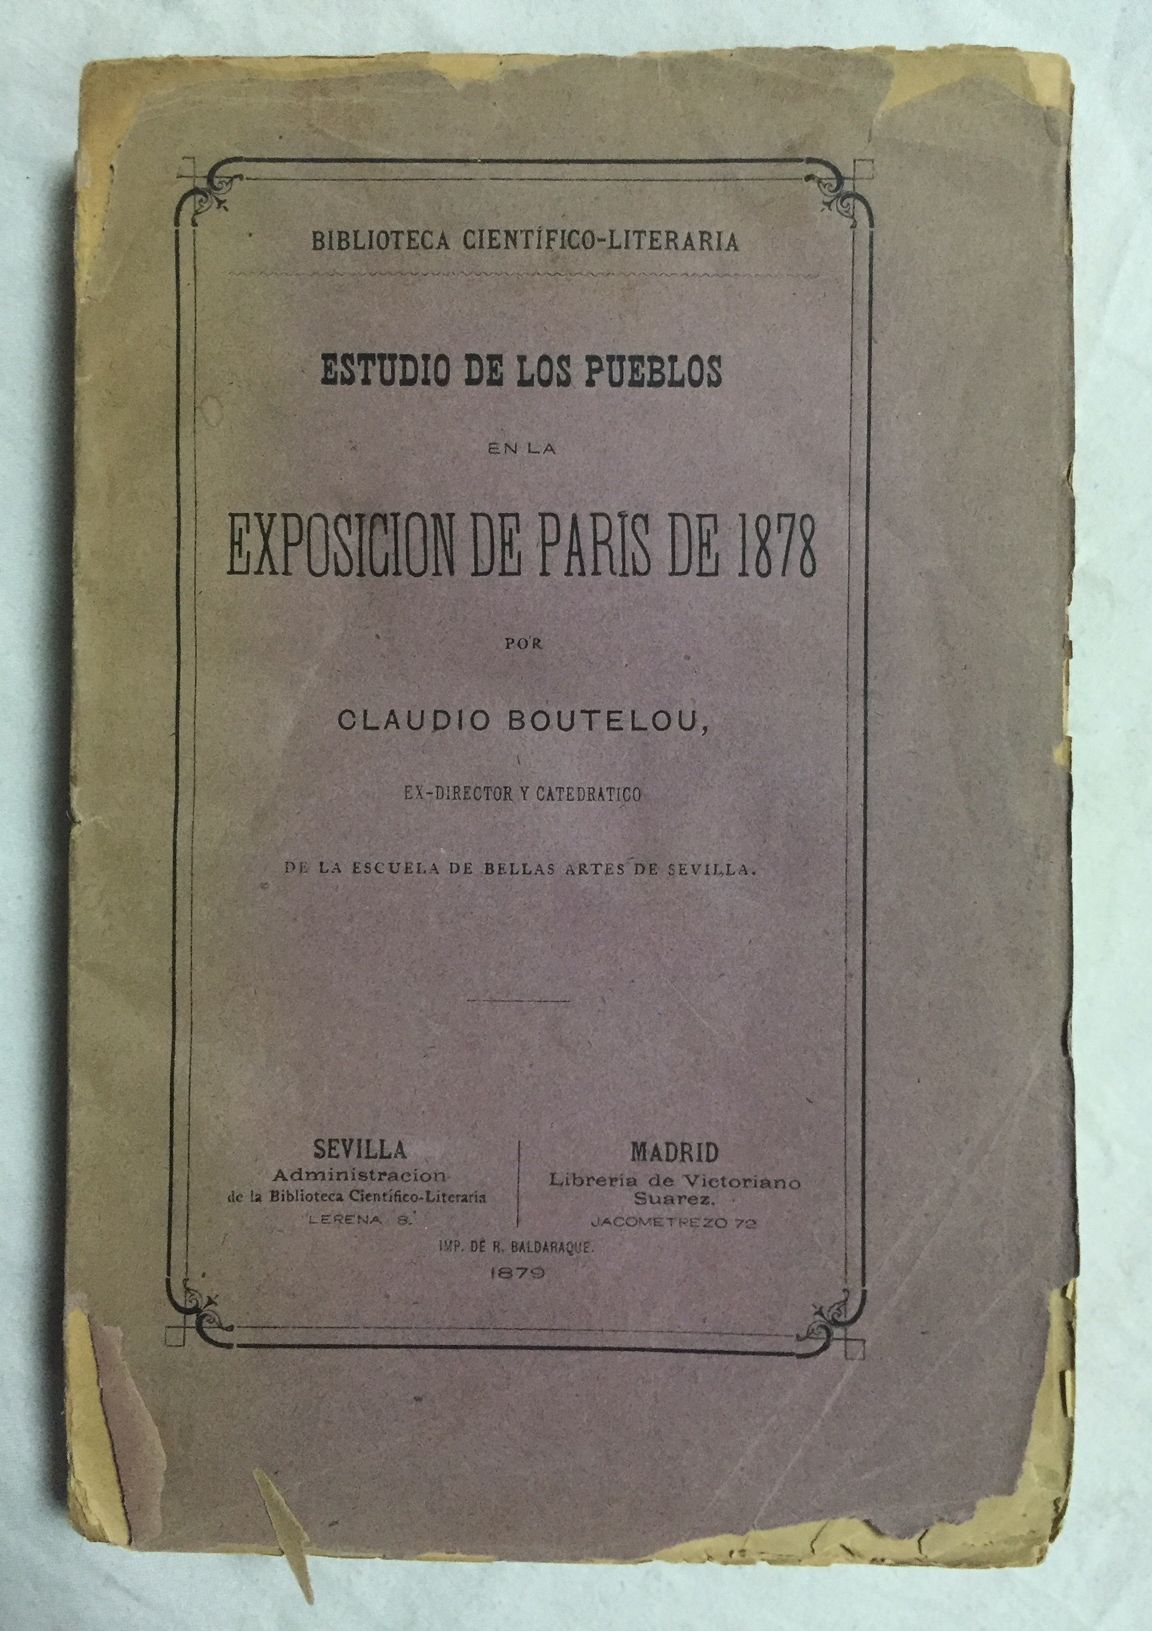 BIBLIOTECA CIENTÍFICO-LITERARIA
ESTUDIO DE LOS PUEBLOS
EN LA
EXPOSICION DE PARÍS DE 1878
POR
CLAUDIO BOUTELOU,
EX-DIRECTOR Y CATEDRATICO
DE LA ESCUELA DE BELLAS ARTES DE SEVILLA.
SEVILLA
Administracion
de la Biblioteca Científico-Literaria
LERENA 8.
MADRID
Libreria de Victoriano
Suarez.
JACOMETREZO 72
IMP. DE R. BALDARAQUE.
1879